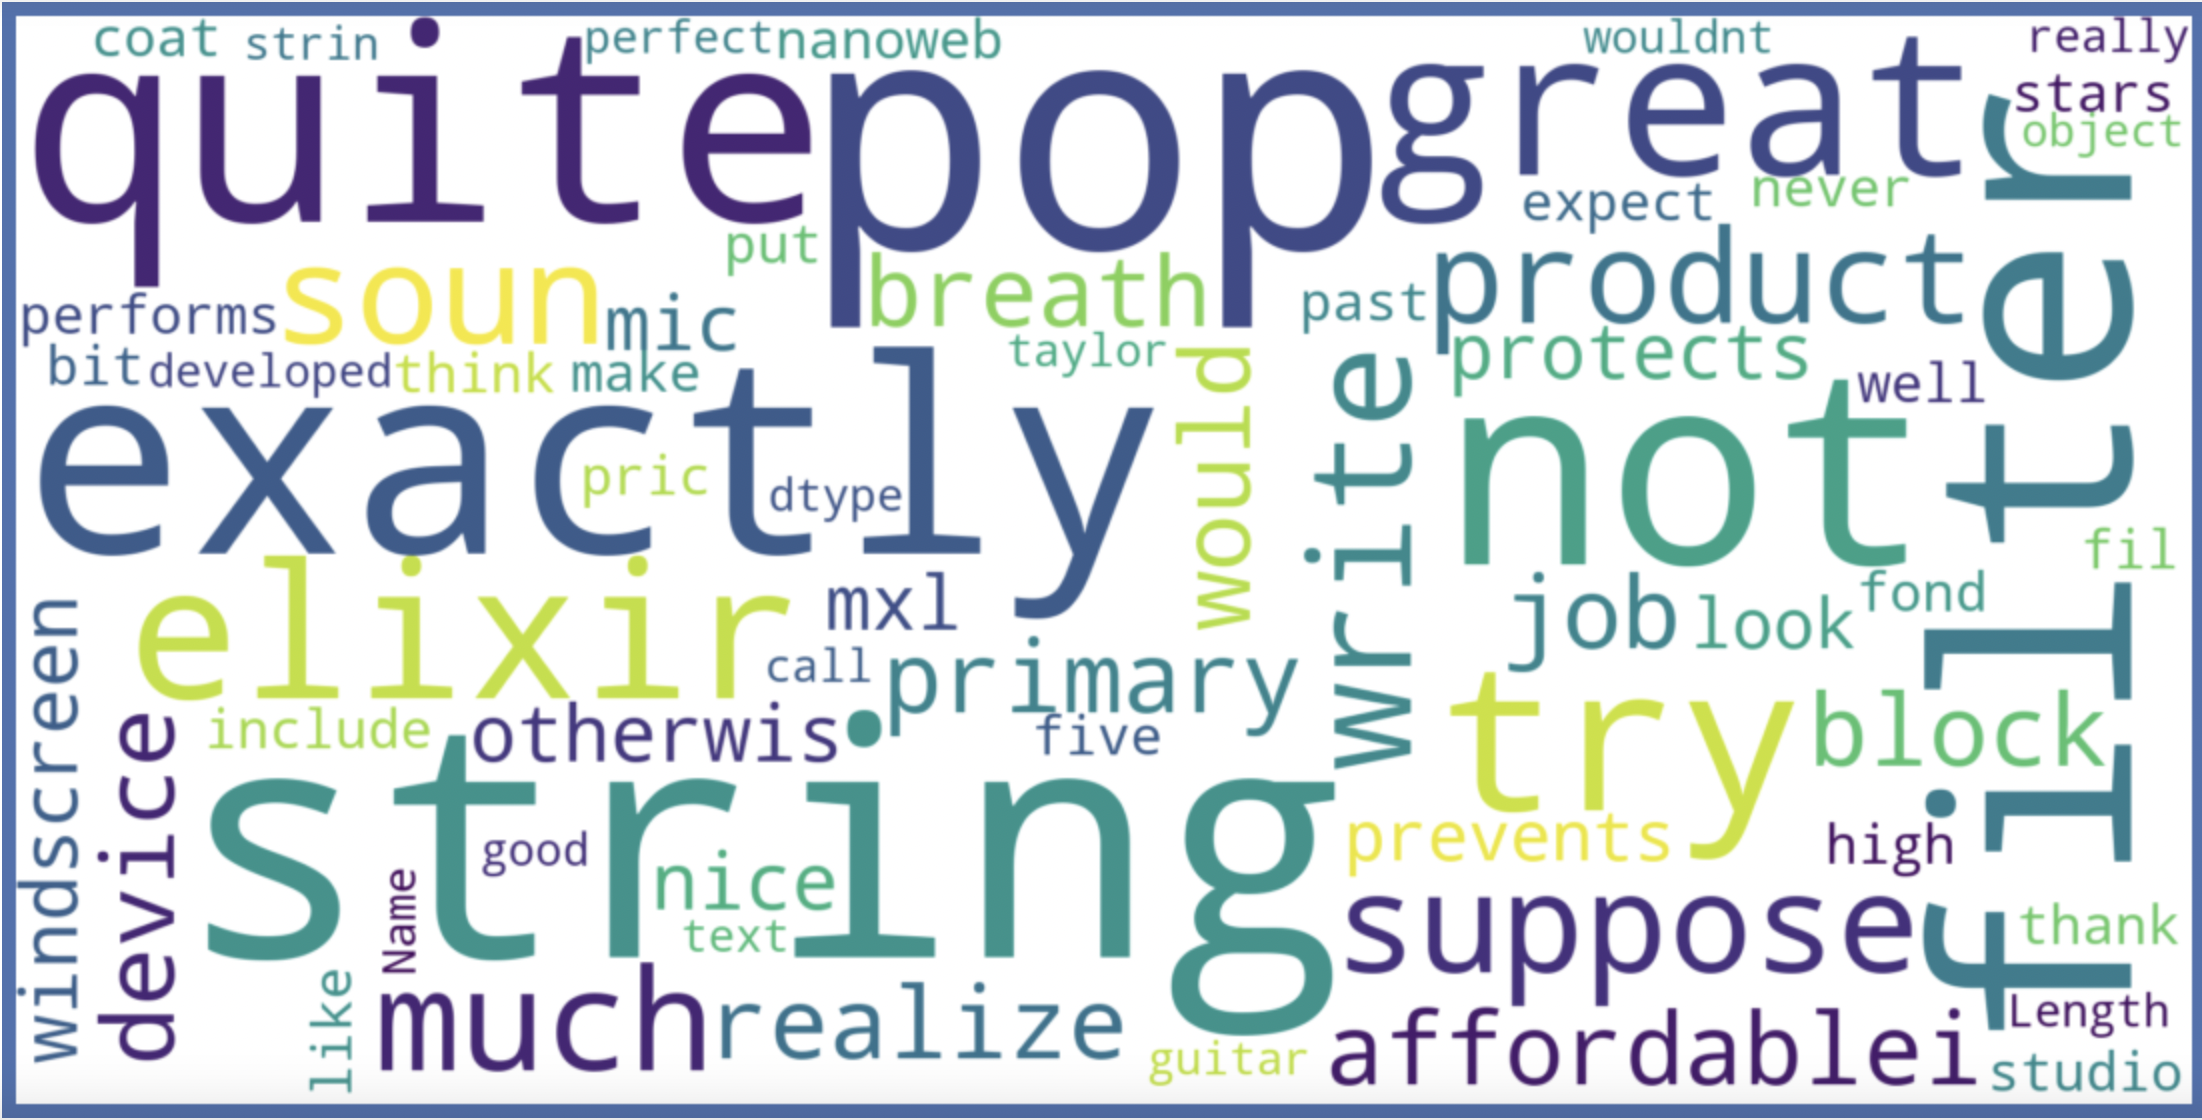 coat
strin
perfect
nanoweb
wouldnt
really
quite
pop
great
stars
object
expect
never
put
soun
breath
product
performs
mic
past
bit
developed
think
make
taylor
protects
well
exactly
would
write
not
filter
pric
dtype
fil
elixir
mxl
job
look
fond
windscreen
call
primary
include
otherwis
five
try
block
device
string
good
nice
text
Name
prevents
high
suppose
thank
like
much
realize
guitar
affordablei
Length
studio